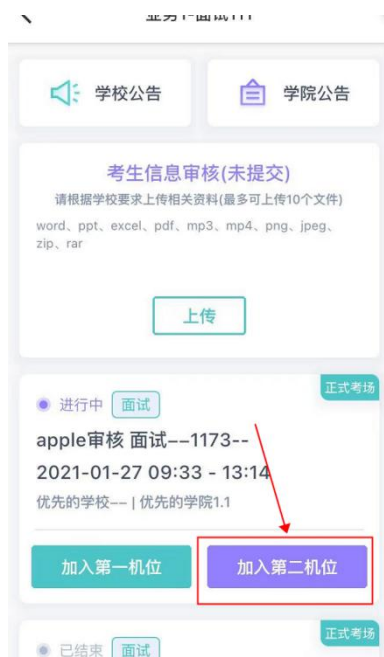 学校公告
学院公告
考生信息审核(未提交)
请根据学校要求上传相关资料(最多可上传10个文件)
word、ppt、excel、pdf、mp3、mp4、png、jpeg、
zip、rar
上传
正式考场
进行中 面试
apple审核 面试--1173--
2021-01-27 09:33 - 13:14
优先的学校-- | 优先的学院1.1
加入第一机位
加入第二机位
正式考场
已结束 面试